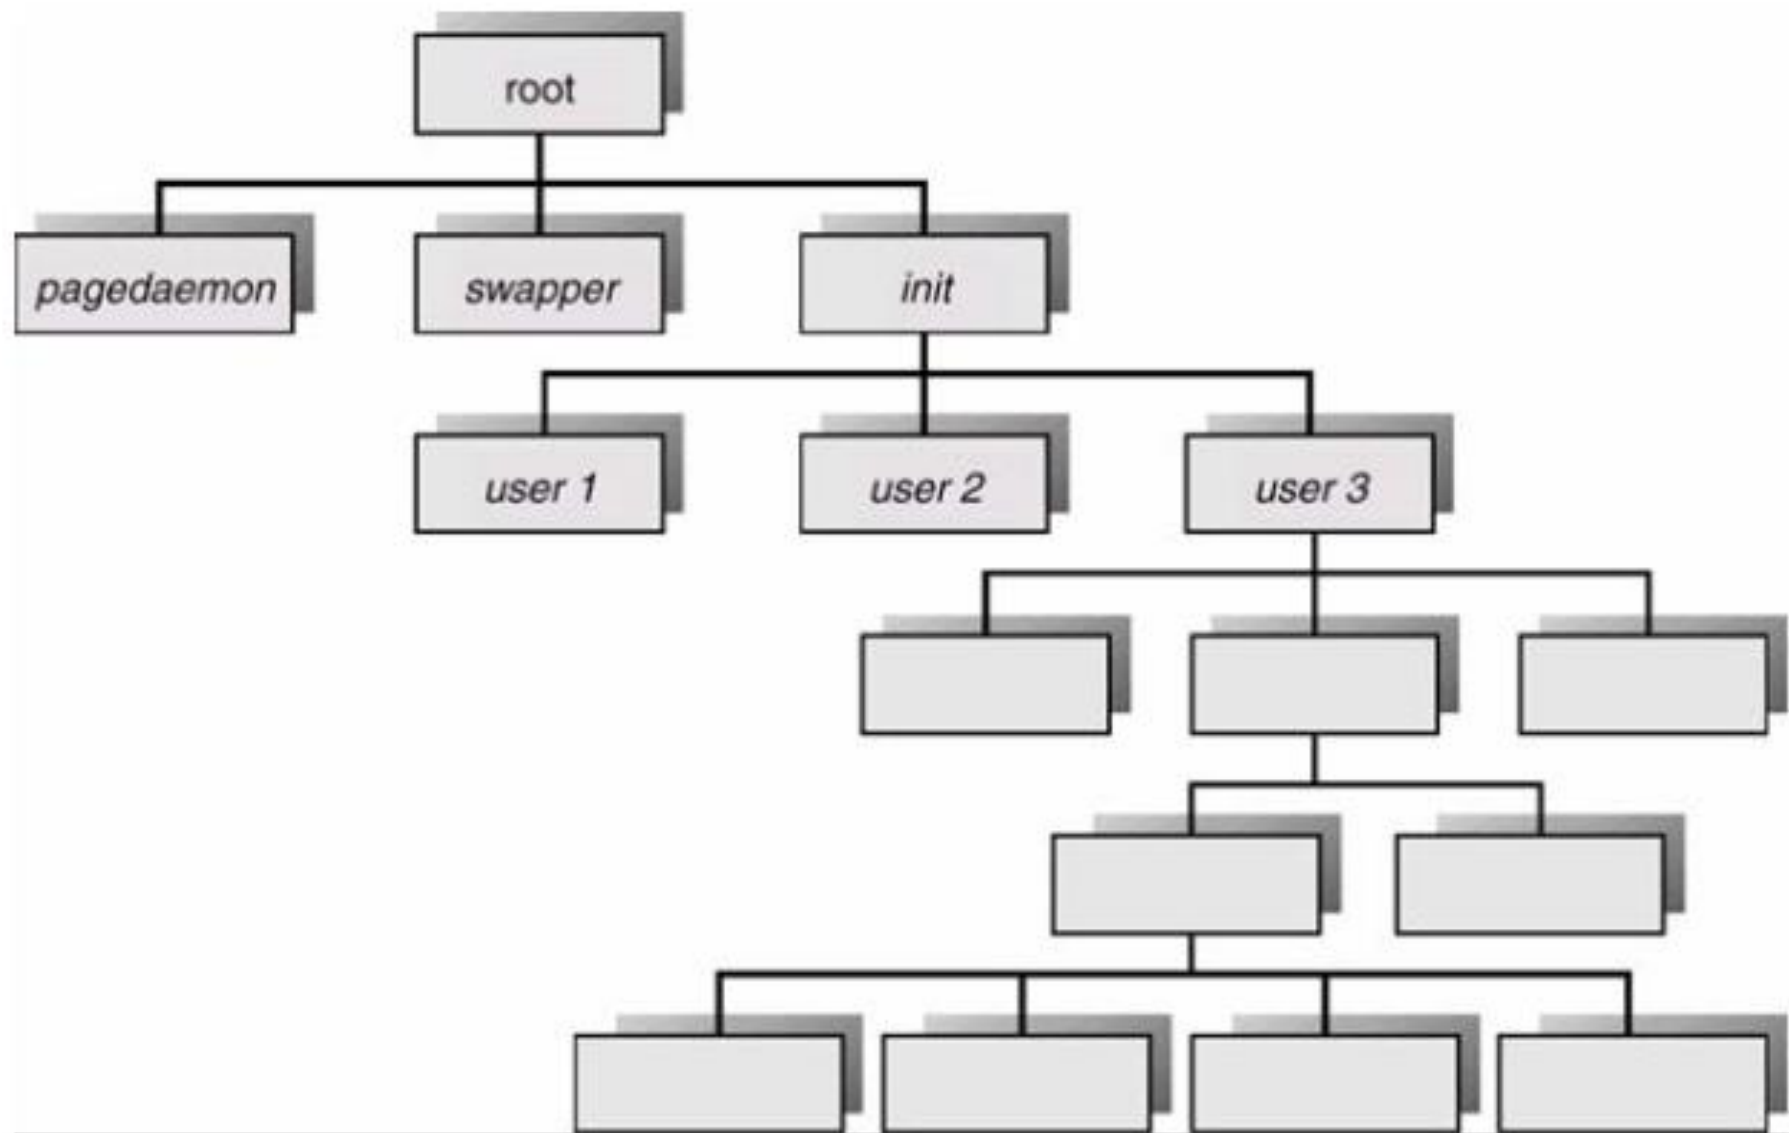 root
pagedaemon
swapper
init
user 1
user 2
user 3